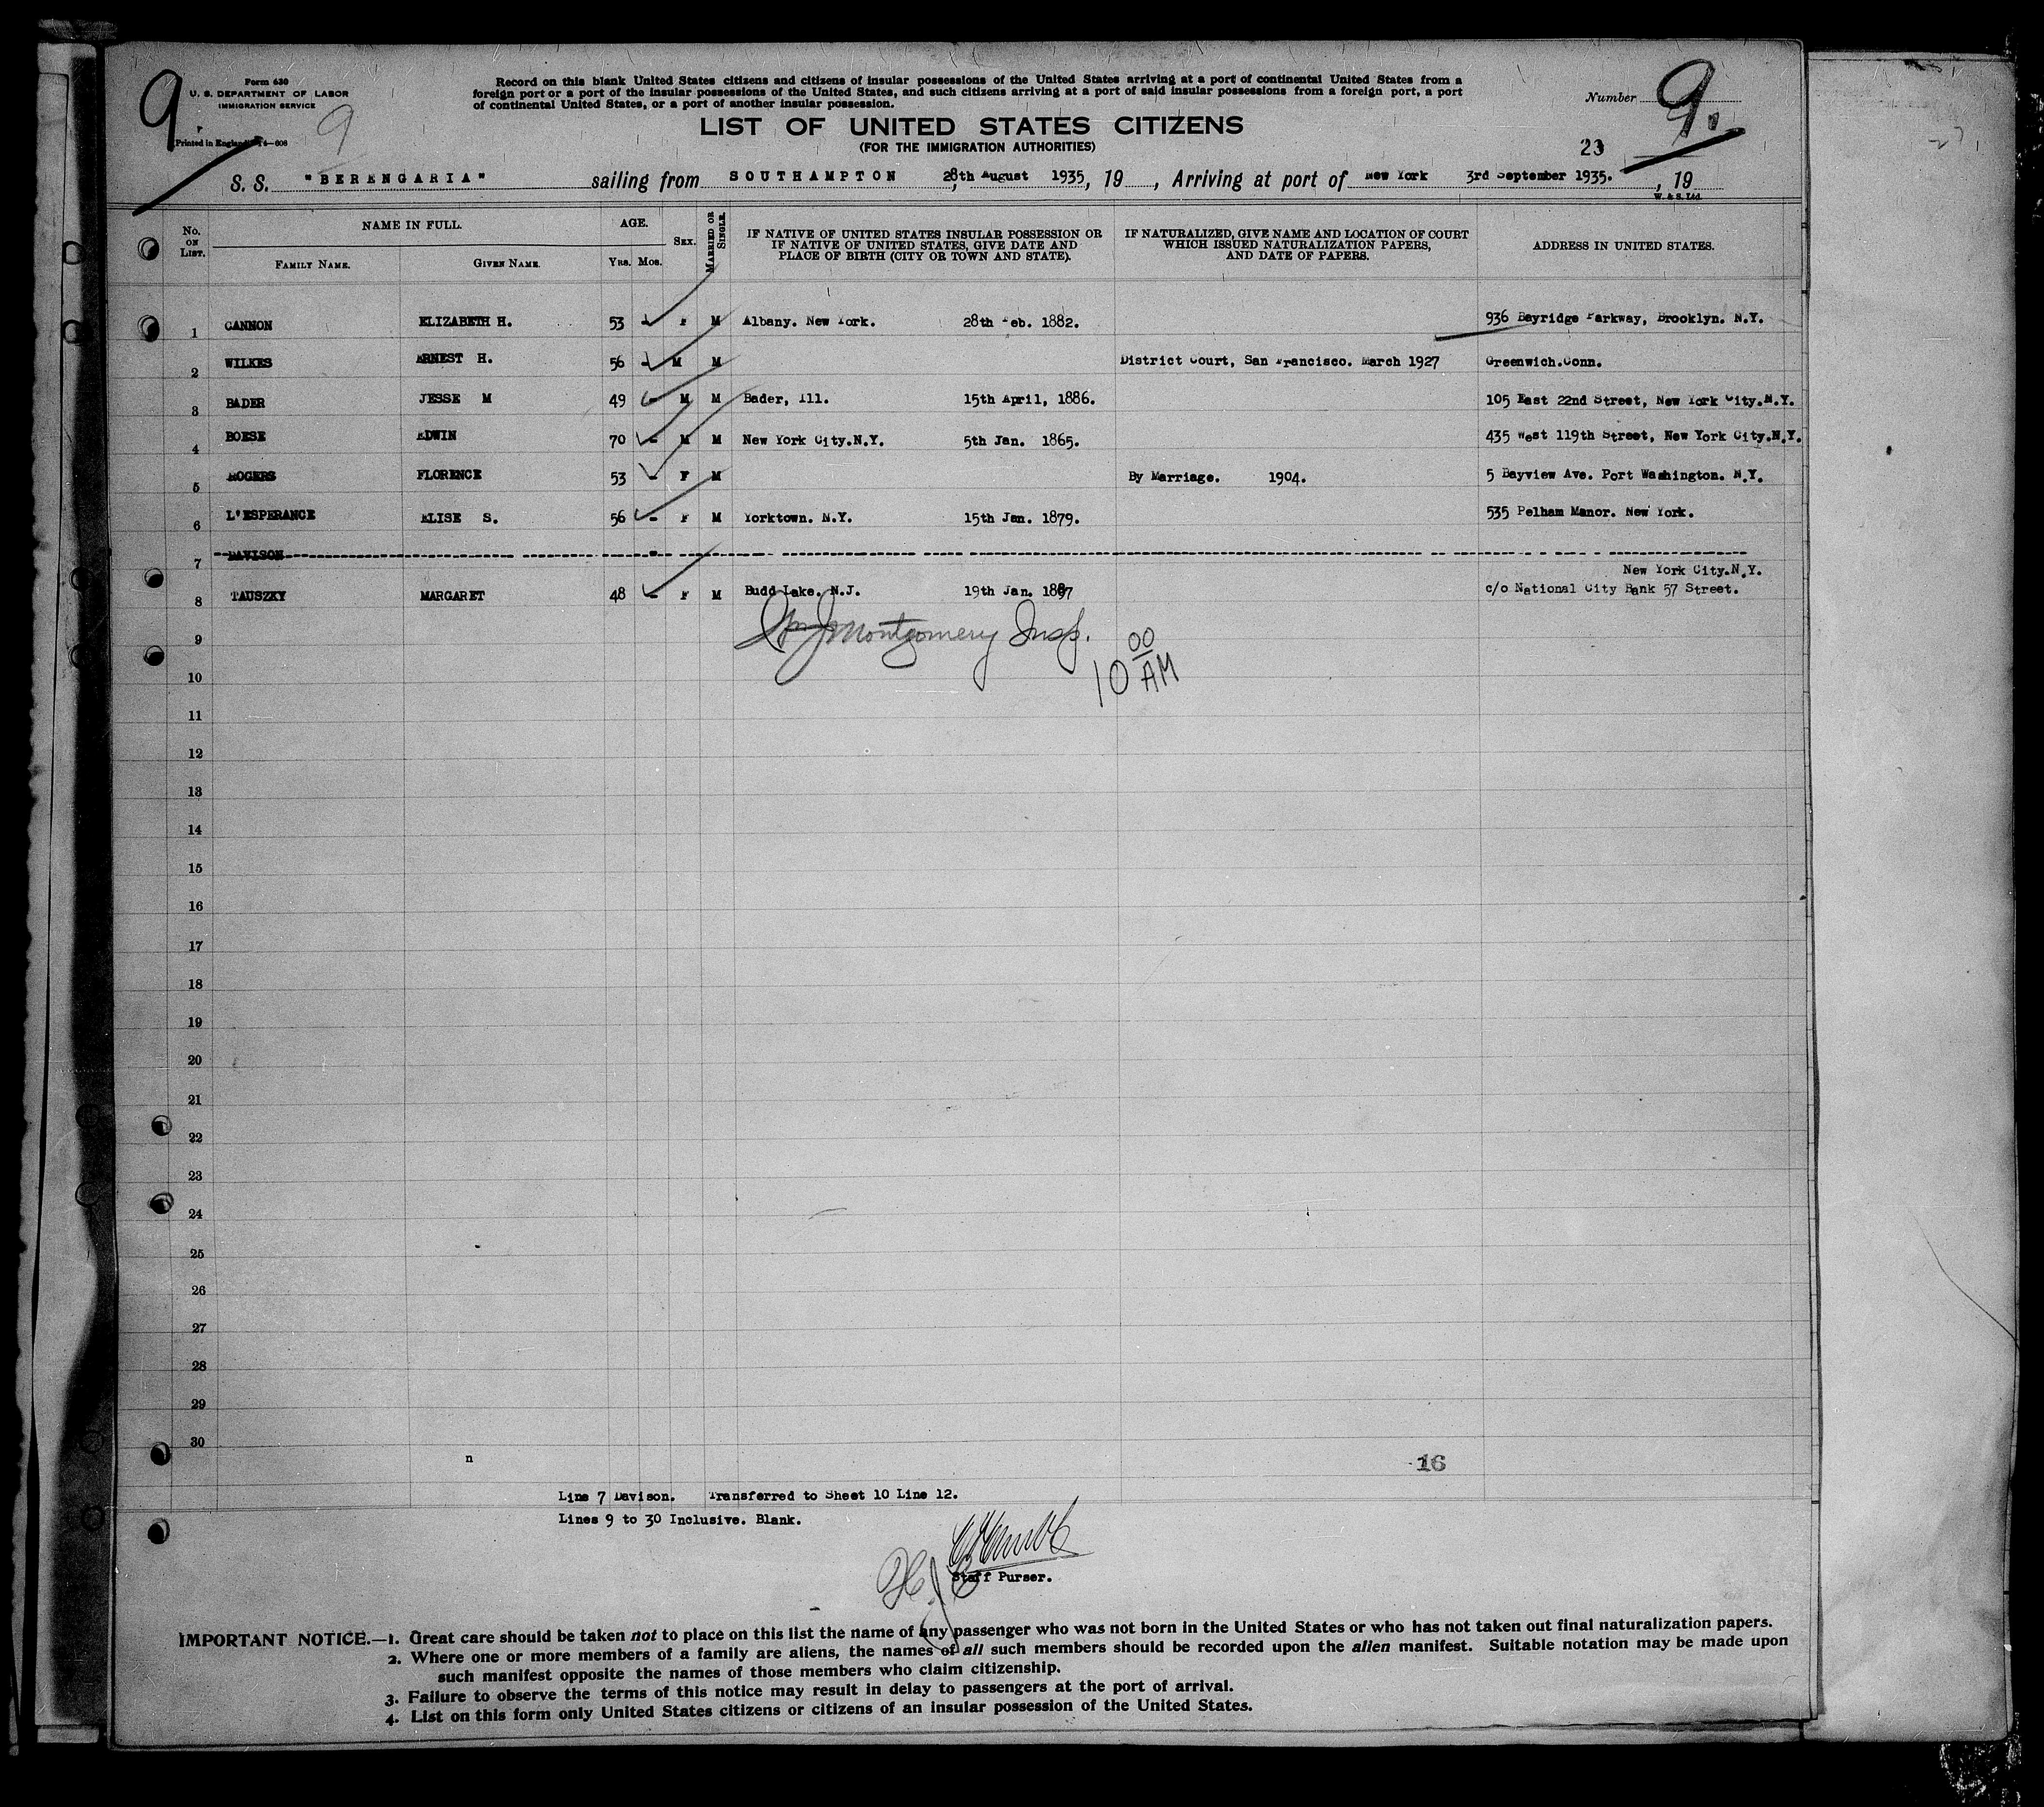 9
Form 630
U. S. DEPARTMENT OF LABOR
IMMIGRATION SERVICE
9
Printed in England
Record on this blank United States citizens and citizens of insular possessions of the United States arriving at a port of continental United States from a
foreign port or a port of the insular possessions of the United States, and such citizens arriving at a port of said insular possessions from a foreign port, a port
of continental United States, or a port of another insular possession.
LIST OF UNITED STATES CITIZENS
(FOR THE IMMIGRATION AUTHORITIES)
Number 9.
23
S. S. "BERENGARIA" sailing from SOUTHAMPTON 28th August 1935, 19 , Arriving at port of New York 3rd September 1935. , 19
W. & S. Ltd.
No. ON LIST. NAME IN FULL. AGE. SEX. MARRIED OR SINGLE. IF NATIVE OF UNITED STATES INSULAR POSSESSION OR IF NATIVE OF UNITED STATES, GIVE DATE AND PLACE OF BIRTH (CITY OR TOWN AND STATE). IF NATURALIZED, GIVE NAME AND LOCATION OF COURT WHICH ISSUED NATURALIZATION PAPERS, AND DATE OF PAPERS. ADDRESS IN UNITED STATES.
FAMILY NAME. GIVEN NAME. YRS. MOS.
1 CANNON ELIZABETH H. 53 - F M Albany. New York. 28th Feb. 1882. 936 Bayridge Parkway, Brooklyn. N.Y.
2 WILKES ERNEST H. 56 - M M District Court, San Francisco. March 1927 Greenwich.Conn.
3 BADER JESSE M 49 - M M Bader, Ill. 15th April, 1886. 105 East 22nd Street, New York City.N.Y.
4 BOESE EDWIN 70 - M M New York City.N.Y. 5th Jan. 1865. 435 West 119th Street, New York City.N.Y.
5 ROGERS FLORENCE 53 - F M By Marriage. 1904. 5 Bayview Ave. Port Washington. N.Y.
6 L'ESPERANCE ELISE S. 56 - F M Yorktown. N.Y. 15th Jan. 1879. 535 Pelham Manor. New York.
7 DAVISON
New York City.N.Y.
8 TAUSZKY MARGARET 48 - F M Budd Lake. N.J. 19th Jan. 1887 c/o National City Bank 57 Street.
9 Montgomery Insp.
10 00 AM
10
11
12
13
14
15
16
17
18
19
20
21
22
23
24
25
26
27
28
29
30
n
16
Line 7 Davison. Transferred to Sheet 10 Line 12.
Lines 9 to 30 Inclusive. Blank.
Staff Purser.
IMPORTANT NOTICE.—1. Great care should be taken not to place on this list the name of any passenger who was not born in the United States or who has not taken out final naturalization papers.
2. Where one or more members of a family are aliens, the names of all such members should be recorded upon the alien manifest. Suitable notation may be made upon
such manifest opposite the names of those members who claim citizenship.
3. Failure to observe the terms of this notice may result in delay to passengers at the port of arrival.
4. List on this form only United States citizens or citizens of an insular possession of the United States.